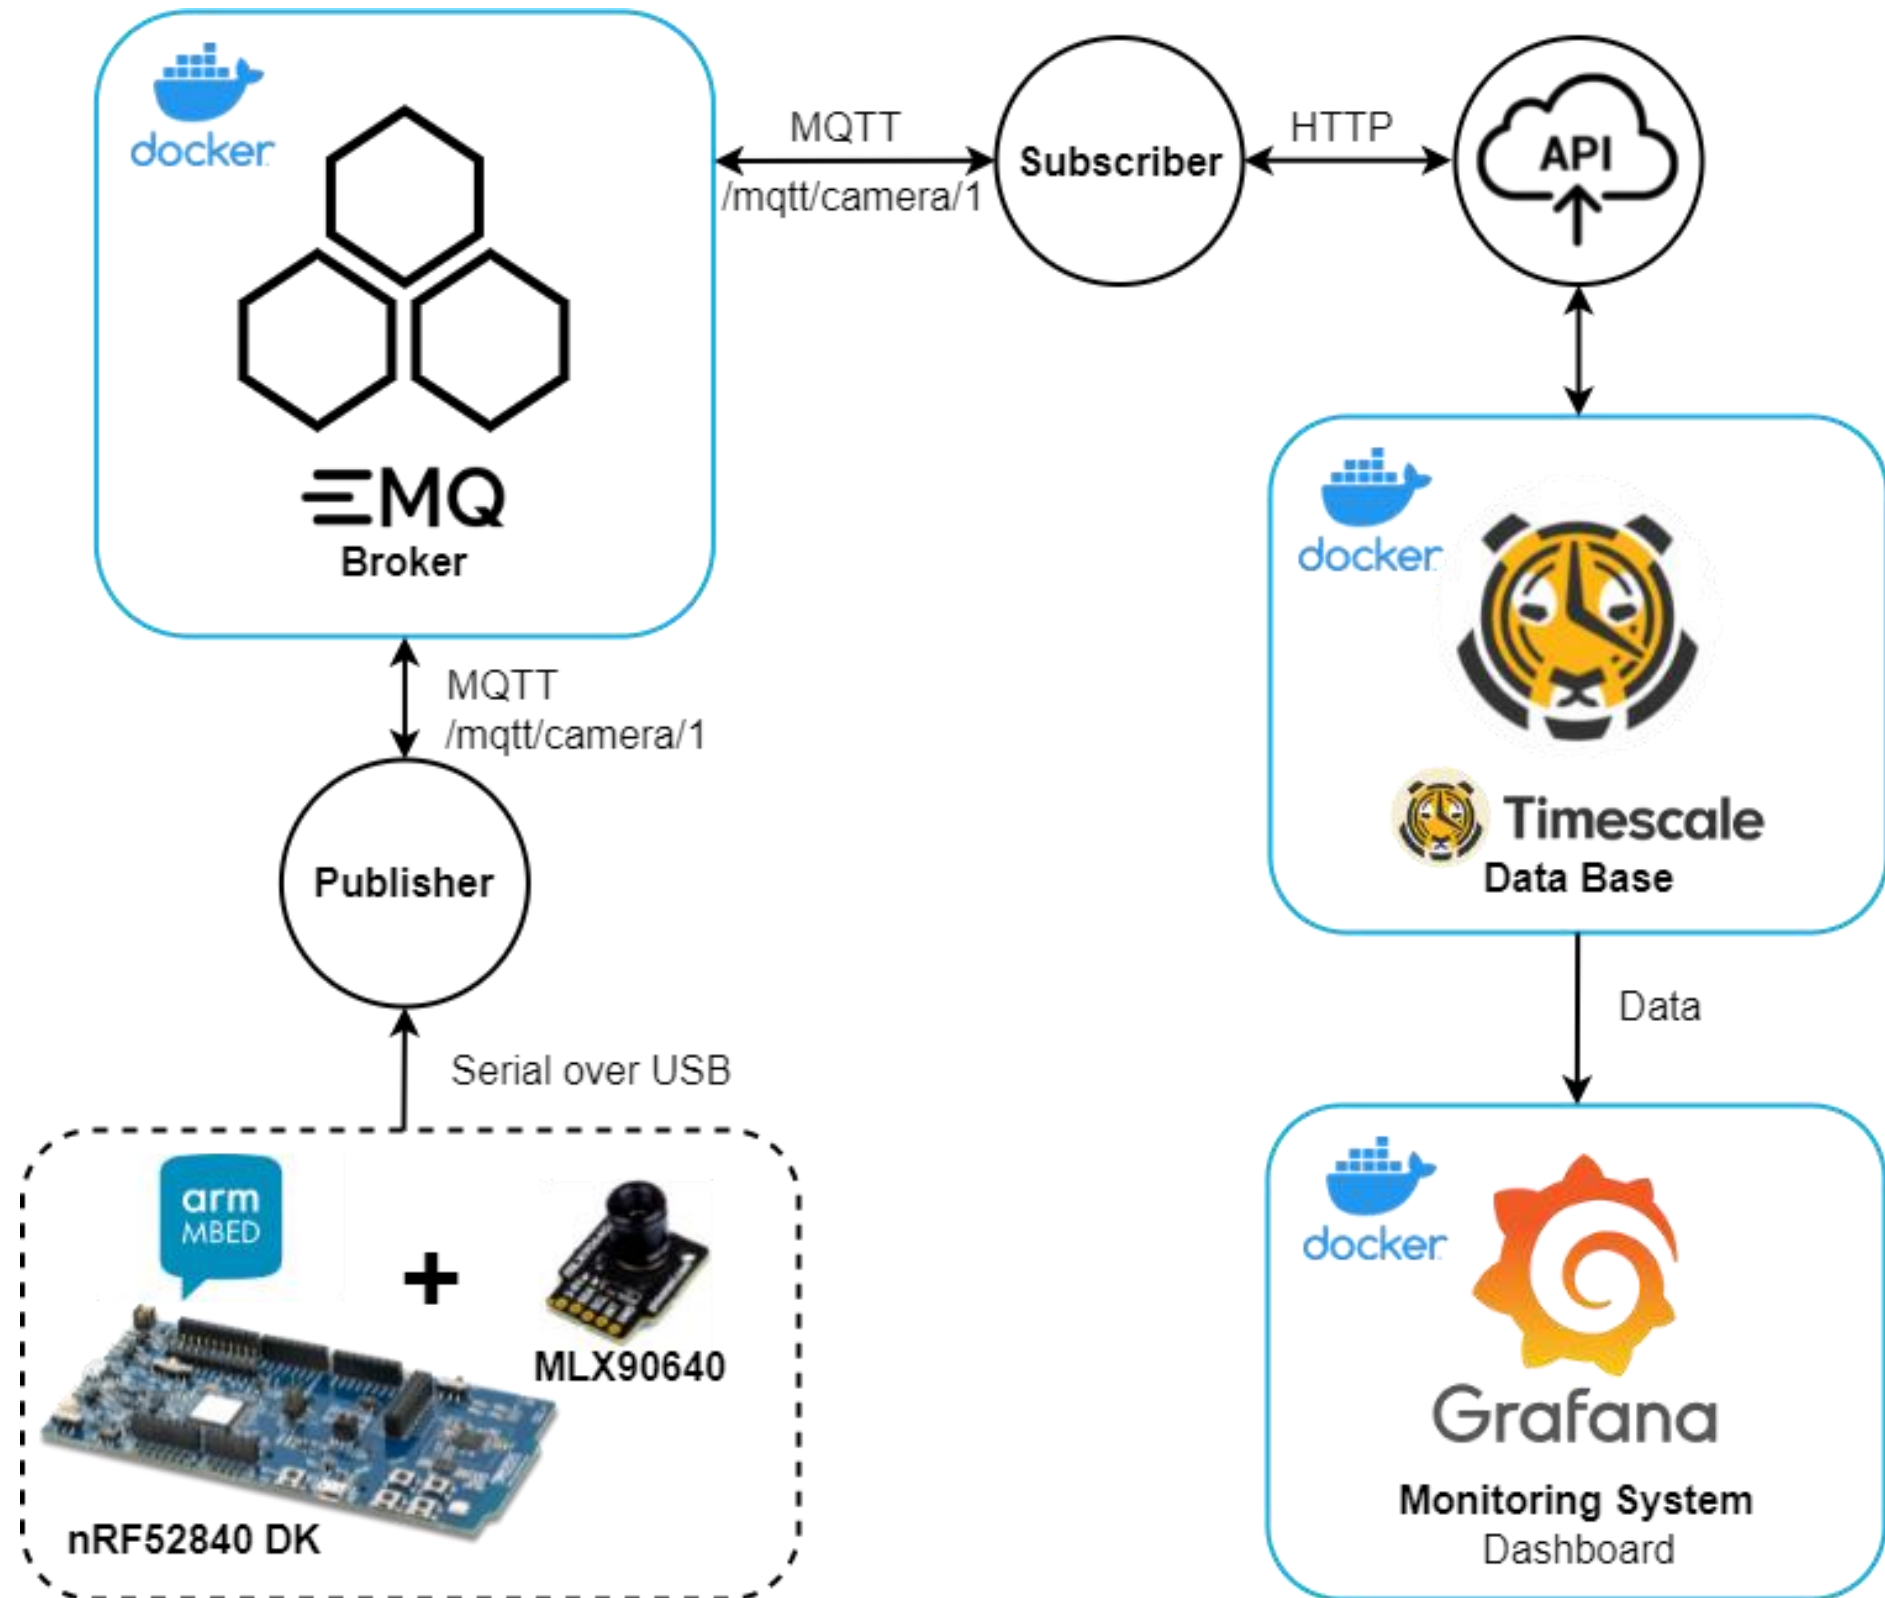 docker
EMQ
Broker
MQTT
/mqtt/camera/1
Subscriber
HTTP
API
MQTT
/mqtt/camera/1
Publisher
Serial over USB
arm
MBED
+
MLX90640
nRF52840 DK
docker
Timescale
Data Base
Data
docker
Grafana
Monitoring System
Dashboard